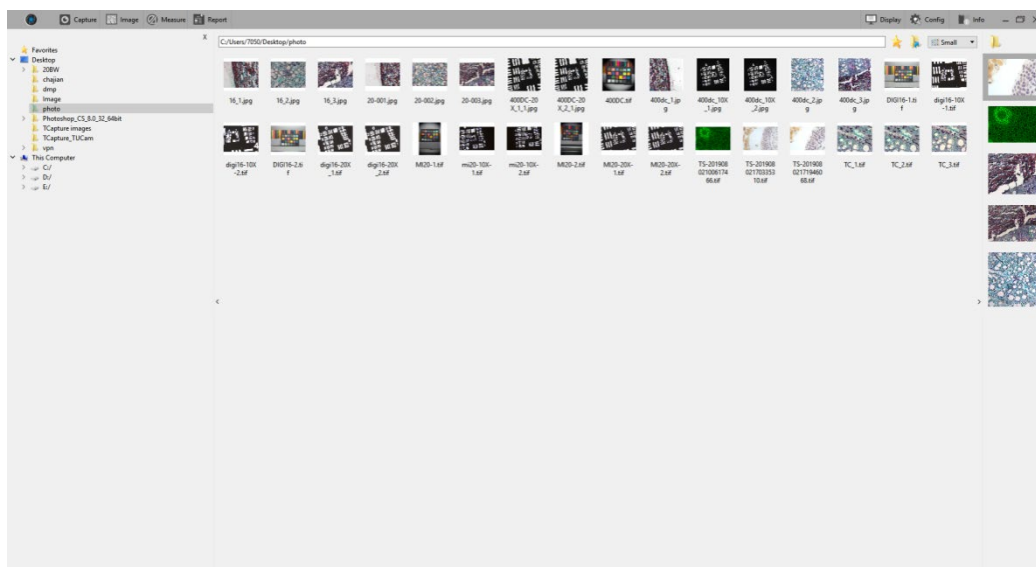 Capture Image Measure Report Display Config Info
x
C:/Users/7050/Desktop/photo
Small
Favorites
Desktop
20BW
chajian
dmp
Image
photo
Photoshop_CS_8.0_32_64bit
TCapture images
TCapture_TUCam
vpn
This Computer
C:/
D:/
E:/
16_1.jpg 16_2.jpg 16_3.jpg 20-001.jpg 20-002.jpg 20-003.jpg 400DC-20 400DC-20 400DC.tif 400dc_1.jp 400dc_10X 400dc_10X 400dc_2.jp 400dc_3.jp DIGI16-1.ti digi16-10X
X_1_1.jpg X_2_1.jpg g _1.jpg _2.jpg g g f -1.tif
digi16-10X DIGI16-2.ti digi16-20X digi16-20X MI20-1.tif mi20-10X- mi20-10X- MI20-2.tif MI20-20X- MI20-20X- TS-201908 TS-201908 TS-201908 TC_1.tif TC_2.tif TC_3.tif
-2.tif f _1.tif _2.tif 1.tif 2.tif 1.tif 2.tif 021006174 021703353 021719460
66.tif 10.tif 68.tif